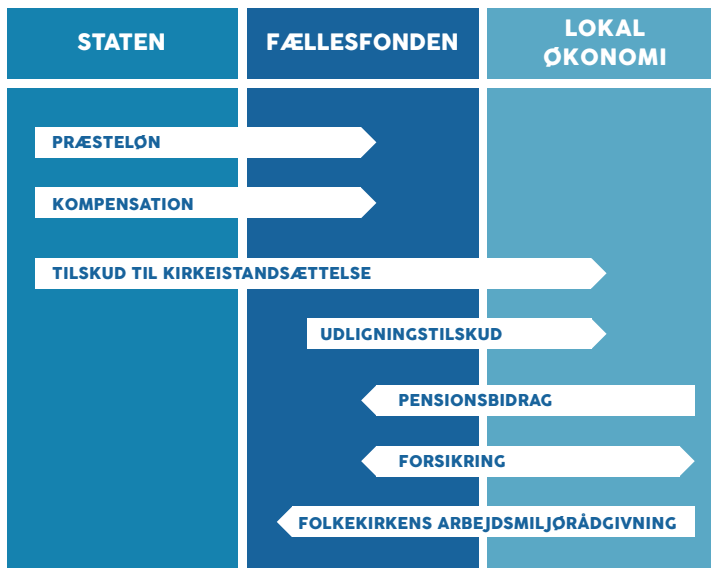 STATEN
FÆLLESFONDEN
LOKAL
ØKONOMI
PRÆSTELØN
KOMPENSATION
TILSKUD TIL KIRKEISTANDSÆTTELSE
UDLIGNINGSTILSKUD
PENSIONSBIDRAG
FORSIKRING
FOLKEKIRKENS ARBEJDSMILJØRÅDGIVNING